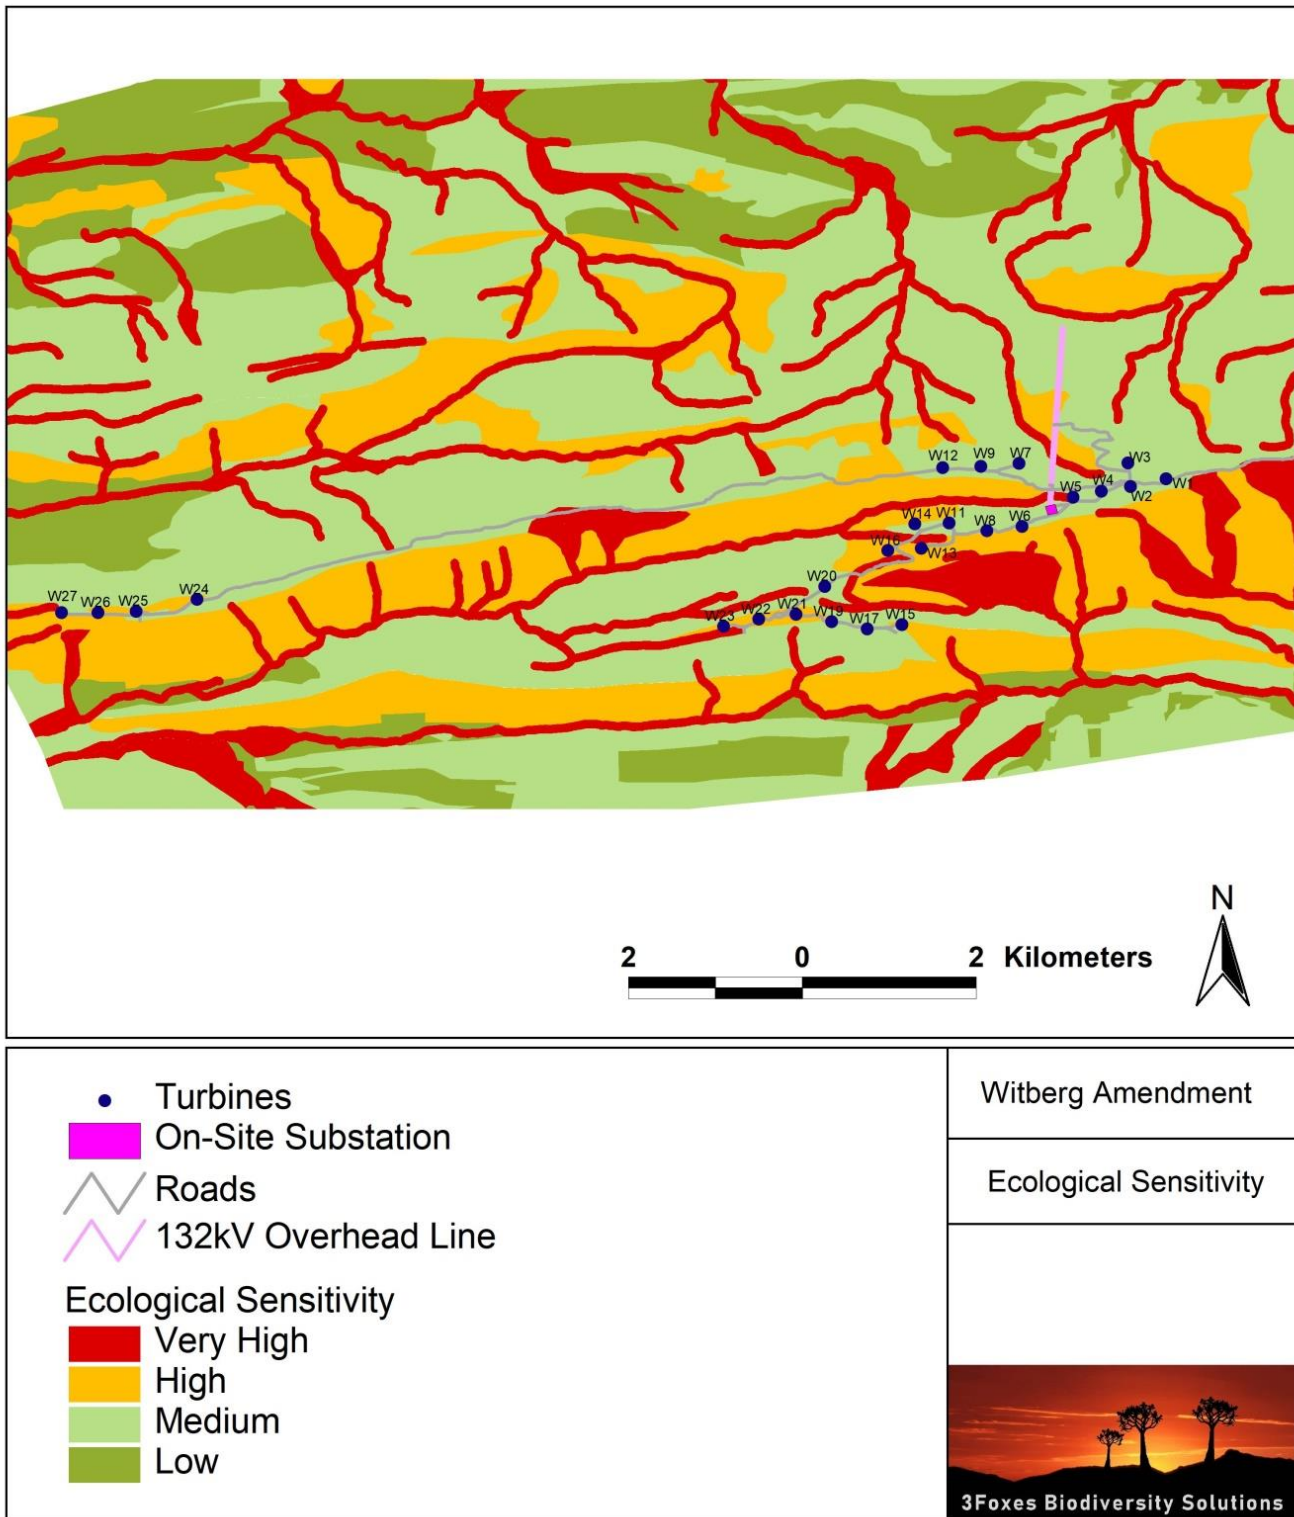 W12
W9
W7
W3
W1
W2
W4
W5
W14
W11
W8
W6
W16
W13
W20
W27
W26
W25
W24
W23
W22
W21
W19
W17
W15
N
2 0 2 Kilometers
Turbines
On-Site Substation
Roads
132kV Overhead Line
Ecological Sensitivity
Very High
High
Medium
Low
Witberg Amendment
Ecological Sensitivity
3Foxes Biodiversity Solutions